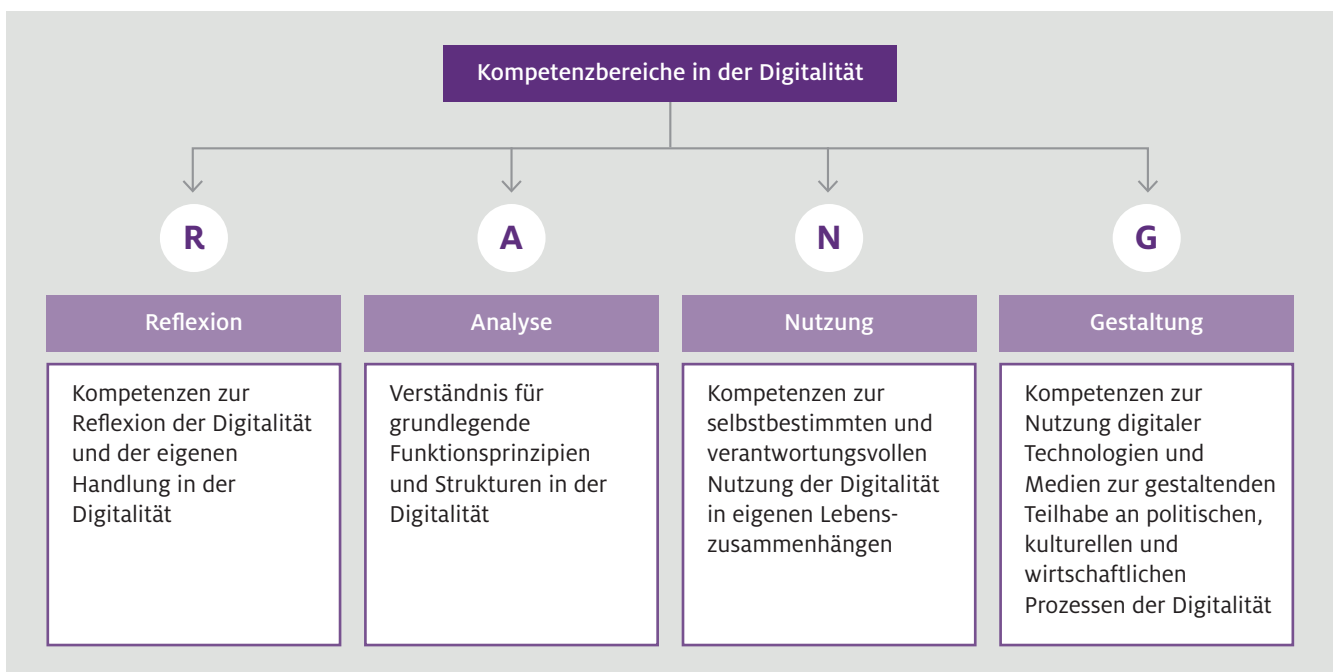 Kompetenzbereiche in der Digitalität
R
A
N
G
Reflexion
Analyse
Nutzung
Gestaltung
Kompetenzen zur
Reflexion der Digitalität
und der eigenen
Handlung in der
Digitalität
Verständnis für
grundlegende
Funktionsprinzipien
und Strukturen in der
Digitalität
Kompetenzen zur
selbstbestimmten und
verantwortungsvollen
Nutzung der Digitalität
in eigenen Lebens-
zusammenhängen
Kompetenzen zur
Nutzung digitaler
Technologien und
Medien zur gestaltenden
Teilhabe an politischen,
kulturellen und
wirtschaftlichen
Prozessen der Digitalität